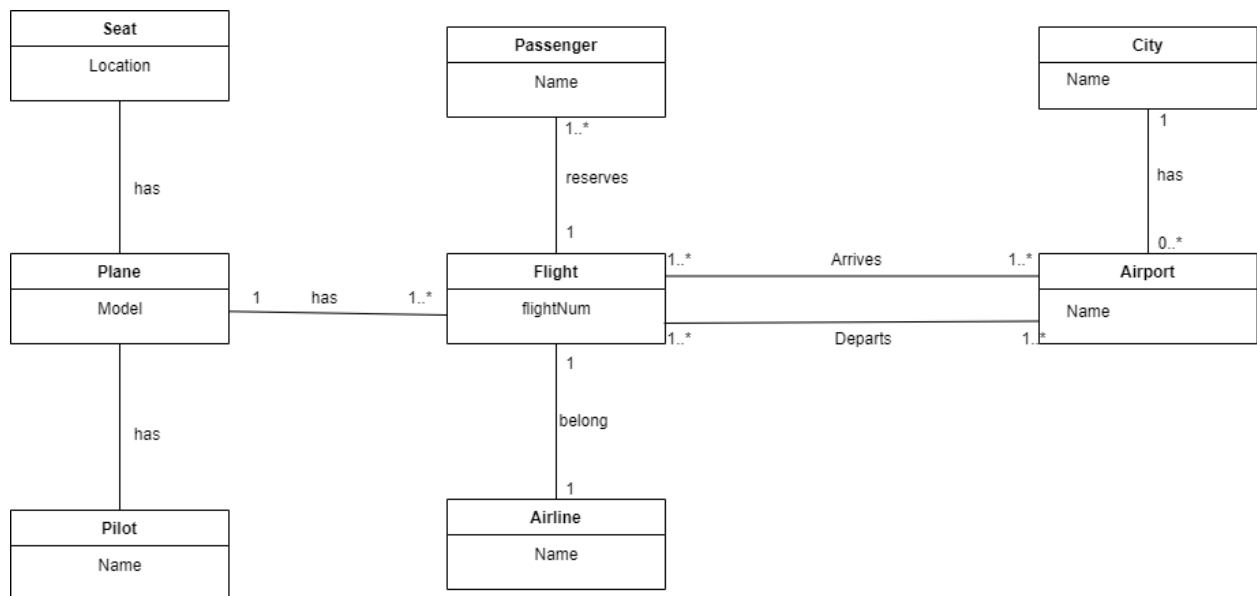 Seat
Location
Passenger
Name
City
Name
1..*
1
has
reserves
has
1
0..*
Plane
Model
1 has 1..*
Flight
flightNum
1..* Arrives 1..*
1..* Departs 1..*
Airport
Name
1
has
belong
1
Pilot
Name
Airline
Name